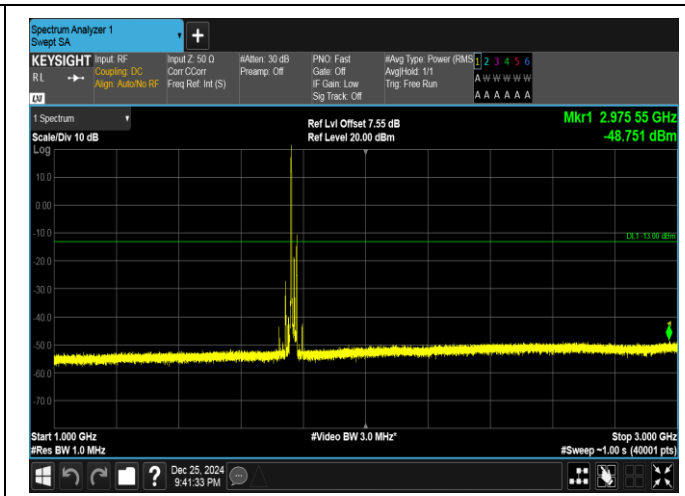 Spectrum Analyzer 1
Swept SA
+
KEYSIGHT Input: RF Input Z: 50 Ω #Atten: 30 dB PNO: Fast #Avg Type: Power (RMS 1 2 3 4 5 6
RL Coupling: DC Corr CCorr Preamp: Off Gate: Off Avg|Hold: 1/1 A W W W W W
Align: Auto/No RF Freq Ref: Int (S) IF Gain: Low Trig: Free Run
LXI Sig Track: Off A A A A A A
1 Spectrum Ref Lvl Offset 7.55 dB Mkr1 2.975 55 GHz
Scale/Div 10 dB Ref Level 20.00 dBm -48.751 dBm
Log
10.0
0.00
-10.0
DL1 -13.00 dBm
-20.0
-30.0
-40.0
-50.0
-60.0
-70.0
Start 1.000 GHz #Video BW 3.0 MHz* Stop 3.000 GHz
#Res BW 1.0 MHz #Sweep ~1.00 s (40001 pts)
? Dec 25, 2024
9:41:33 PM